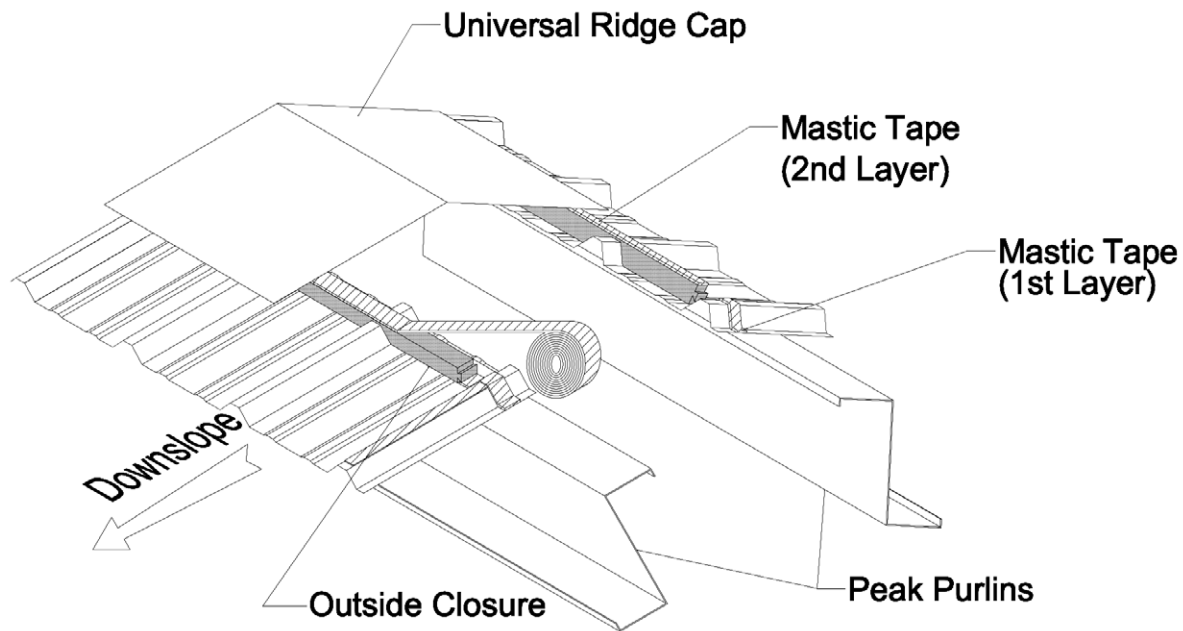 Universal Ridge Cap
Mastic Tape
(2nd Layer)
Mastic Tape
(1st Layer)
Downslope
Outside Closure
Peak Purlins